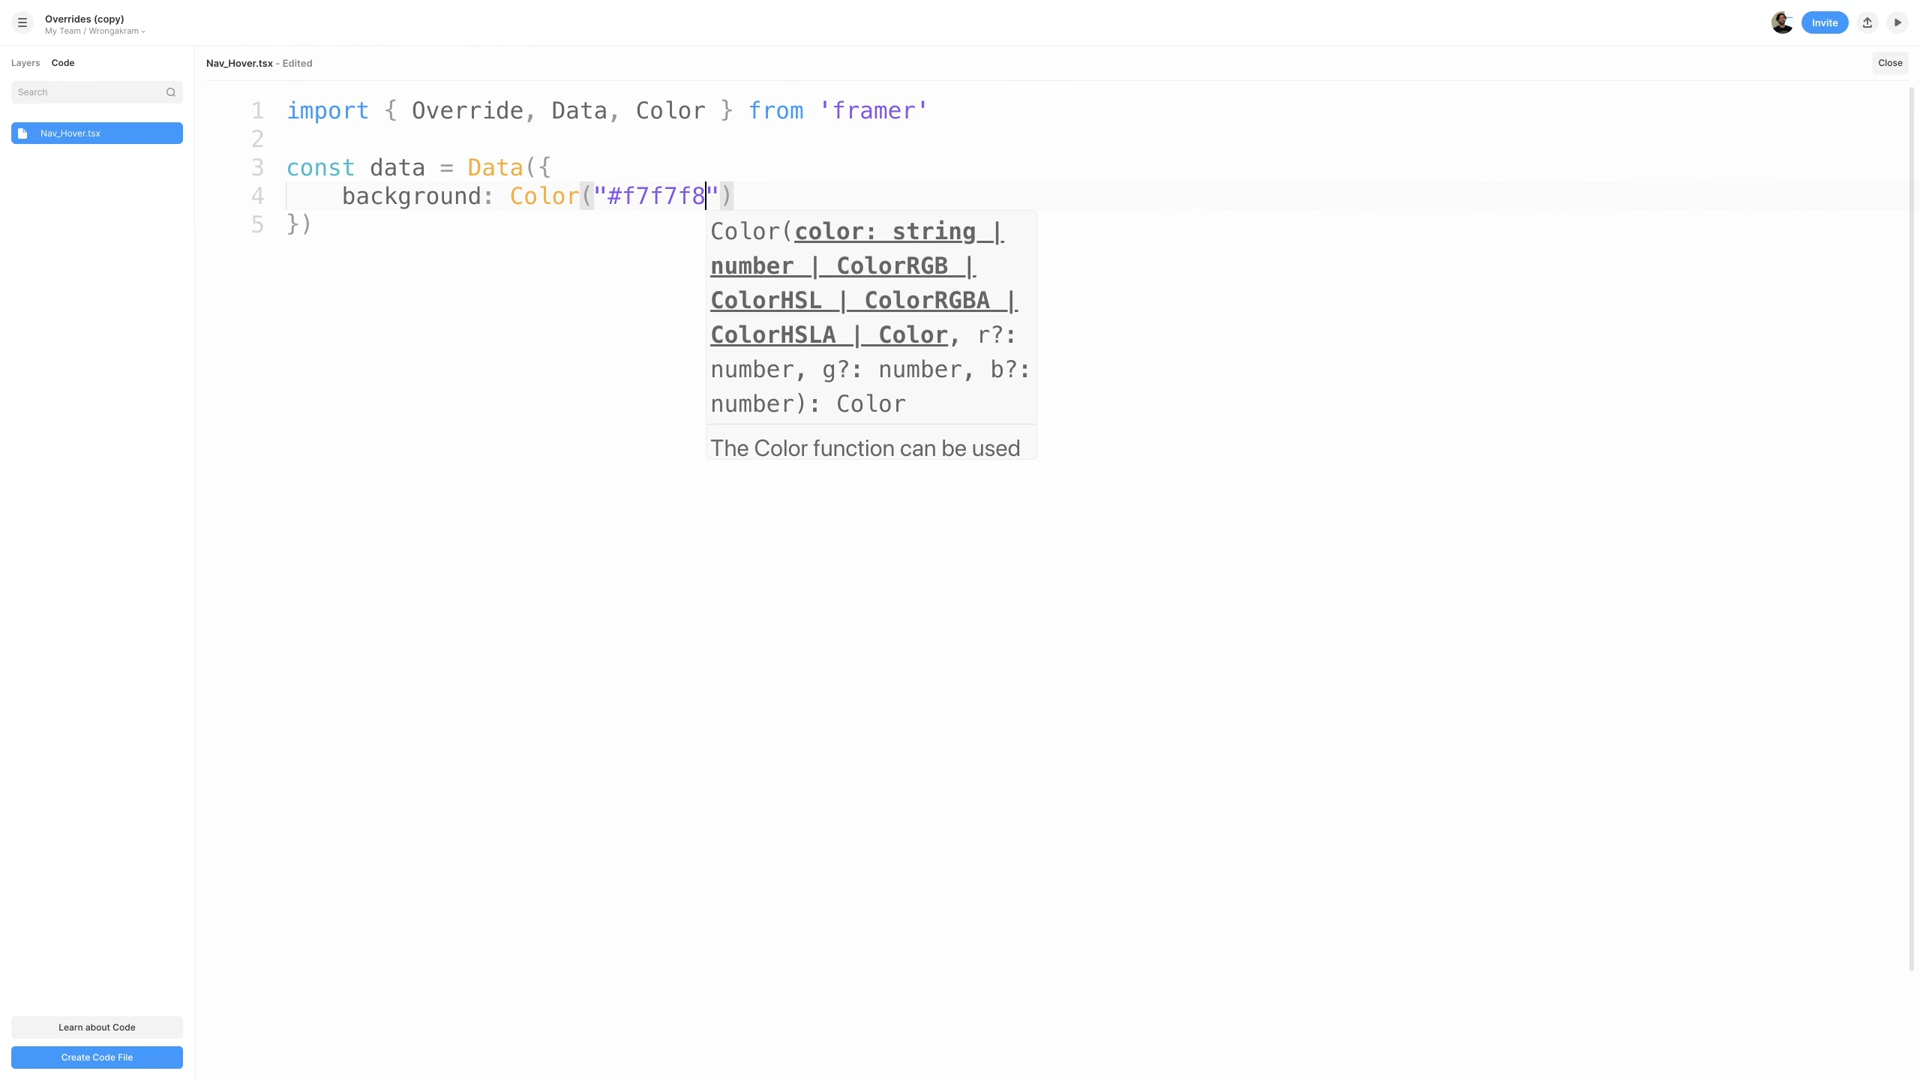 Overrides (copy)
My Team / Wrongakram
Invite
Layers Code
Search
Nav_Hover.tsx
Nav_Hover.tsx - Edited
Close
1 import { Override, Data, Color } from 'framer'
2
3 const data = Data({
4 background: Color("#f7f7f8")
5 })
Color(color: string |
number | ColorRGB |
ColorHSL | ColorRGBA |
ColorHSLA | Color, r?:
number, g?: number, b?:
number): Color
The Color function can be used
Learn about Code
Create Code File